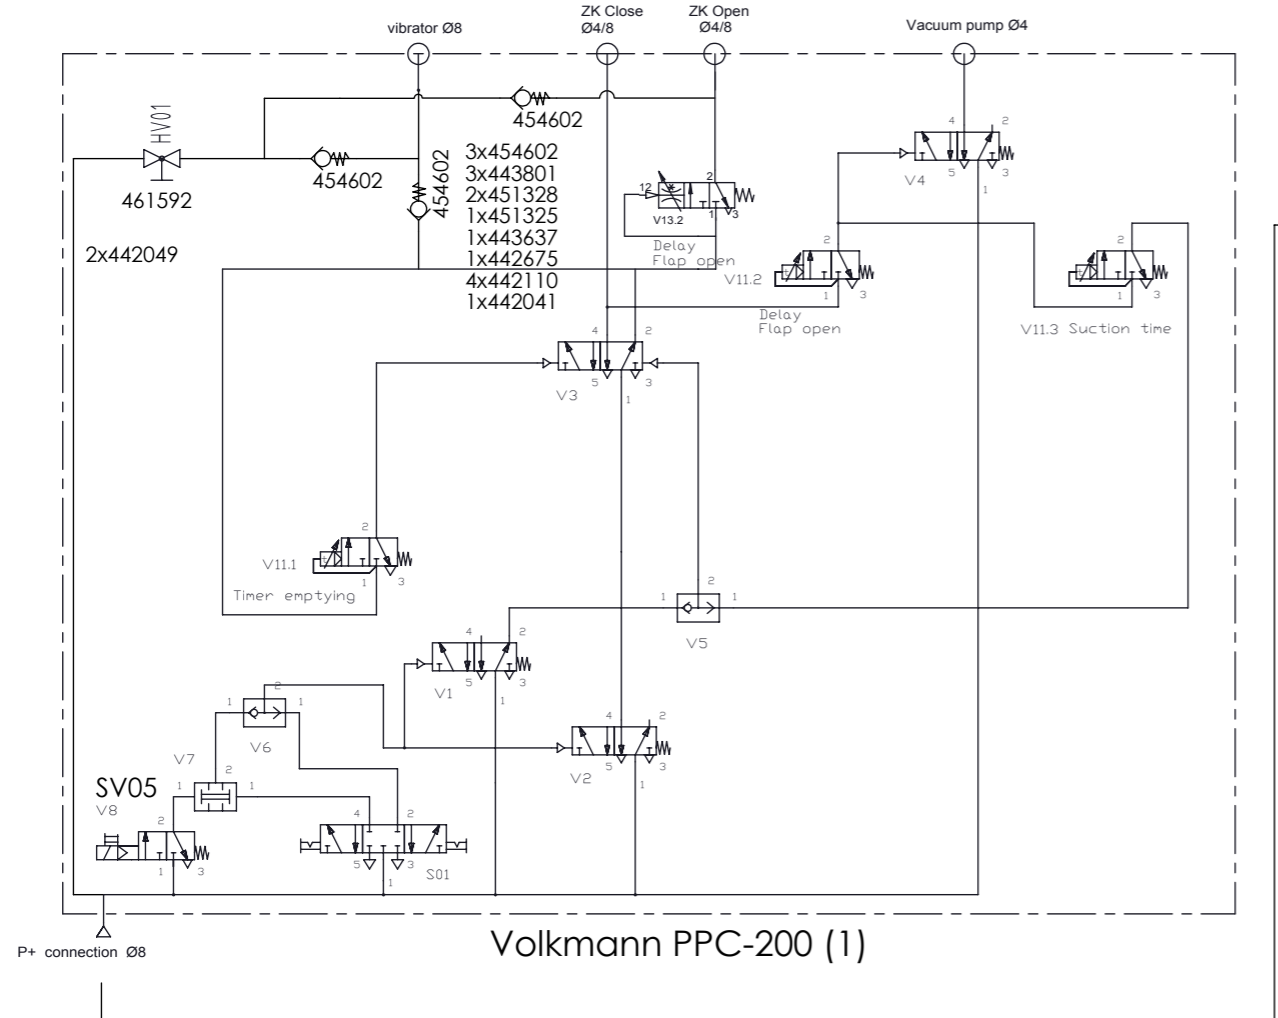 vibrator Ø8
ZK Close
Ø4/8
ZK Open
Ø4/8
Vacuum pump Ø4
HV01
461592
2x442049
454602
454602
454602
3x454602
3x443801
2x451328
1x451325
1x443637
1x442675
4x442110
1x442041
12
2
1
3
V13.2
Delay
Flap open
4
2
5
3
1
V4
2
1
3
V11.2
Delay
Flap open
2
1
3
V11.3 Suction time
4
2
5
3
1
V3
2
1
3
V11.1
Timer emptying
1
2
1
V5
4
2
5
3
1
V1
1
2
1
V6
4
2
5
3
1
V2
V7
1
2
1
SV05
V8
2
1
3
4
2
5
3
1
S01
P+ connection Ø8
Volkmann PPC-200 (1)